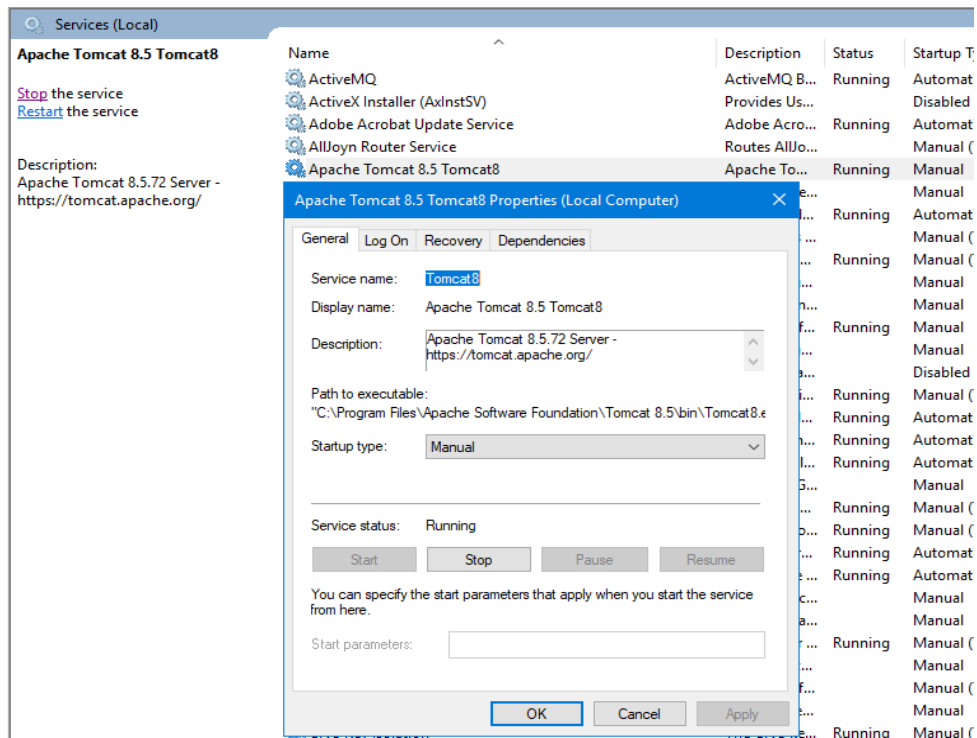 Services (Local)
Apache Tomcat 8.5 Tomcat8
Stop the service
Restart the service
Description:
Apache Tomcat 8.5.72 Server -
https://tomcat.apache.org/
Name Description Status Startup T
ActiveMQ ActiveMQ B... Running Automat
ActiveX Installer (AxInstSV) Provides Us... Disabled
Adobe Acrobat Update Service Adobe Acro... Running Automat
AllJoyn Router Service Routes AllJo... Manual (
Apache Tomcat 8.5 Tomcat8 Apache To... Running Manual
Apache Tomcat 8.5 Tomcat8 Properties (Local Computer)
General Log On Recovery Dependencies
Service name: Tomcat8
Display name: Apache Tomcat 8.5 Tomcat8
Description: Apache Tomcat 8.5.72 Server -
https://tomcat.apache.org/
Path to executable:
"C:\Program Files\Apache Software Foundation\Tomcat 8.5\bin\Tomcat8.e
Startup type: Manual
Service status: Running
Start Stop Pause Resume
You can specify the start parameters that apply when you start the service
from here.
Start parameters:
OK Cancel Apply
e... Manual
l... Running Automat
... Manual (
... Running Manual (
... Manual
n... Manual
f... Running Manual
... Manual
a... Disabled
i... Running Manual (
... Running Automat
n... Running Automat
l... Running Automat
G... Manual
... Running Manual (
o... Running Manual (
r... Running Automat
e ... Running Automat
c... Manual
a... Manual
r ... Running Manual (
... Manual
f... Manual (
e... Manual
Running Manual (